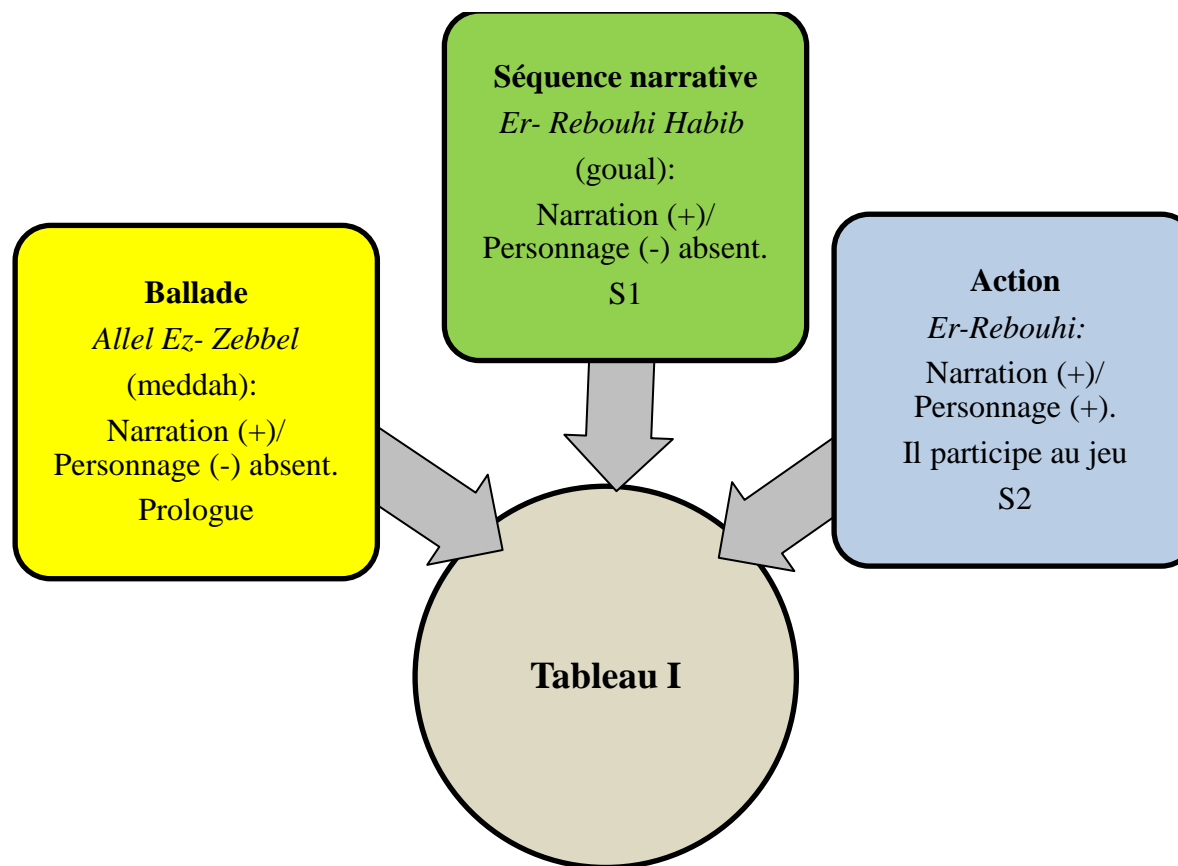 Ballade
Allel Ez- Zebbel
(meddah):
Narration (+)/
Personnage (-) absent.
Prologue
Séquence narrative
Er- Rebouhi Habib
(goual):
Narration (+)/
Personnage (-) absent.
S1
Action
Er-Rebouhi:
Narration (+)/
Personnage (+).
Il participe au jeu
S2
Tableau I